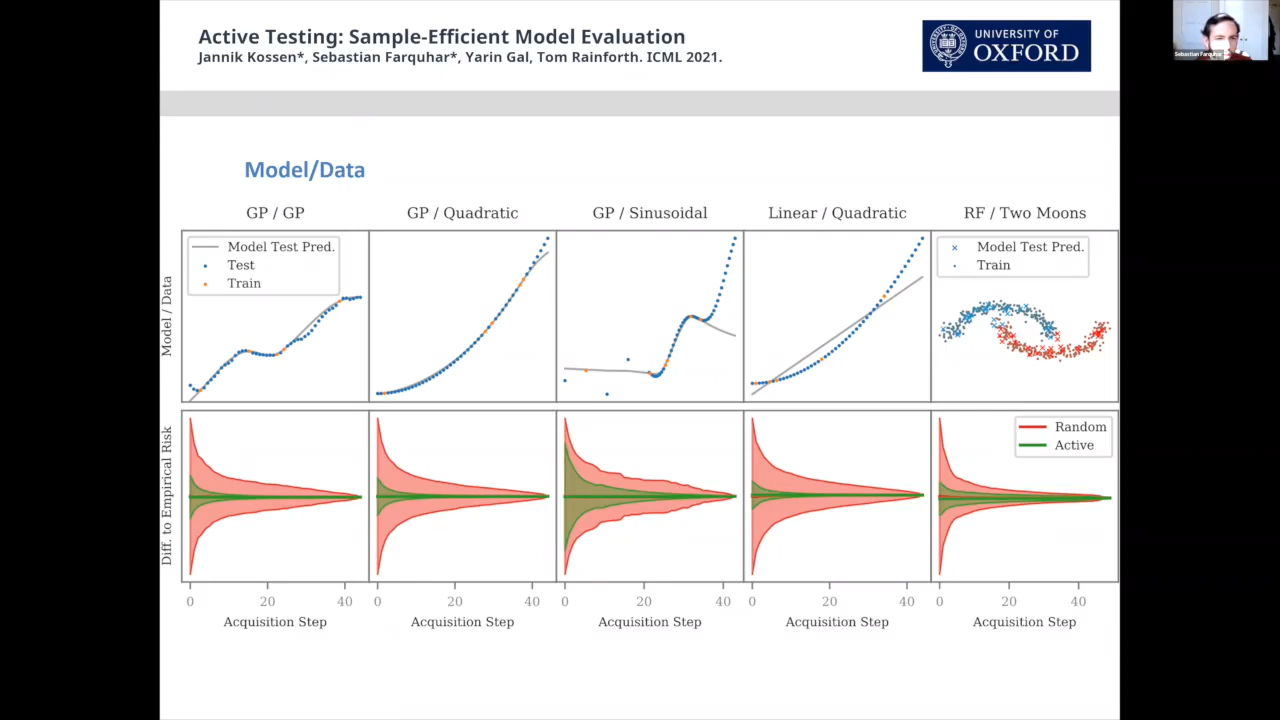 Active Testing: Sample-Efficient Model Evaluation
Jannik Kossen*, Sebastian Farquhar*, Yarin Gal, Tom Rainforth. ICML 2021.
UNIVERSITY OF
OXFORD
Sebastian Farquhar
Model/Data
GP / GP
GP / Quadratic
GP / Sinusoidal
Linear / Quadratic
RF / Two Moons
Model / Data
Model Test Pred.
Test
Train
Model Test Pred.
Train
Diff. to Empirical Risk
Random
Active
0 20 40
0 20 40
0 20 40
0 20 40
0 20 40
Acquisition Step
Acquisition Step
Acquisition Step
Acquisition Step
Acquisition Step